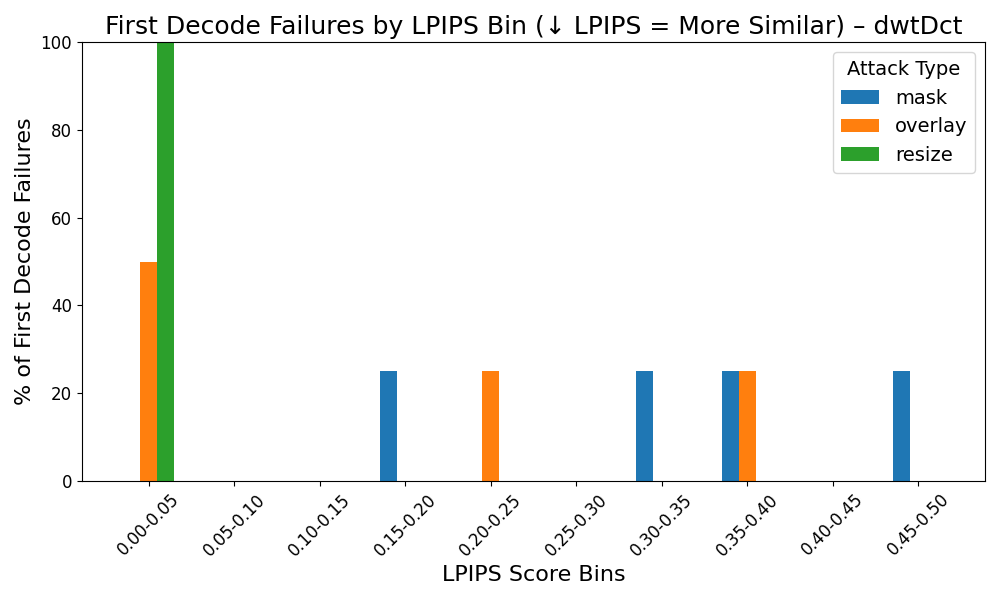 First Decode Failures by LPIPS Bin (↓ LPIPS = More Similar) – dwtDct
Attack Type
mask
overlay
resize
% of First Decode Failures
100
80
60
40
20
0
0.00-0.05
0.05-0.10
0.10-0.15
0.15-0.20
0.20-0.25
0.25-0.30
0.30-0.35
0.35-0.40
0.40-0.45
0.45-0.50
LPIPS Score Bins